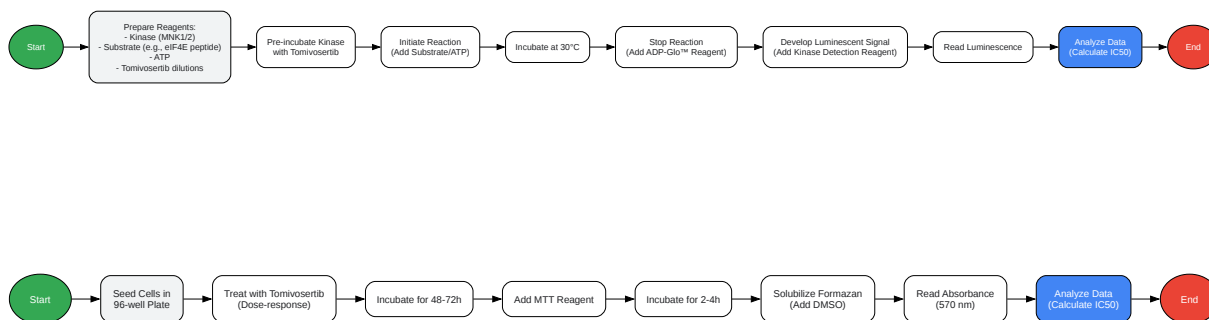 Start
Prepare Reagents:
- Kinase (MNK1/2)
- Substrate (e.g., eIF4E peptide)
- ATP
- Tomivosertib dilutions
Pre-incubate Kinase
with Tomivosertib
Initiate Reaction
(Add Substrate/ATP)
Incubate at 30°C
Stop Reaction
(Add ADP-Glo™ Reagent)
Develop Luminescent Signal
(Add Kinase Detection Reagent)
Read Luminescence
Analyze Data
(Calculate IC50)
End
Start
Seed Cells in
96-well Plate
Treat with Tomivosertib
(Dose-response)
Incubate for 48-72h
Add MTT Reagent
Incubate for 2-4h
Solubilize Formazan
(Add DMSO)
Read Absorbance
(570 nm)
Analyze Data
(Calculate IC50)
End